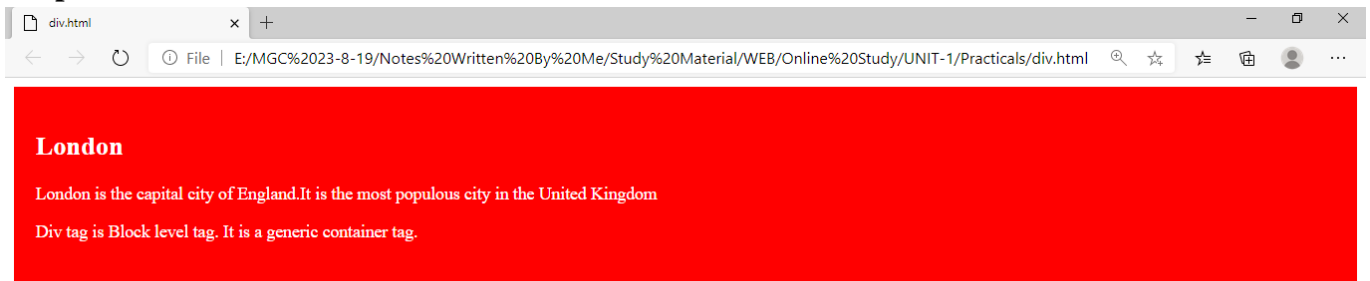 div.html
File
E:/MGC%2023-8-19/Notes%20Written%20By%20Me/Study%20Material/WEB/Online%20Study/UNIT-1/Practicals/div.html
London
London is the capital city of England.It is the most populous city in the United Kingdom
Div tag is Block level tag. It is a generic container tag.